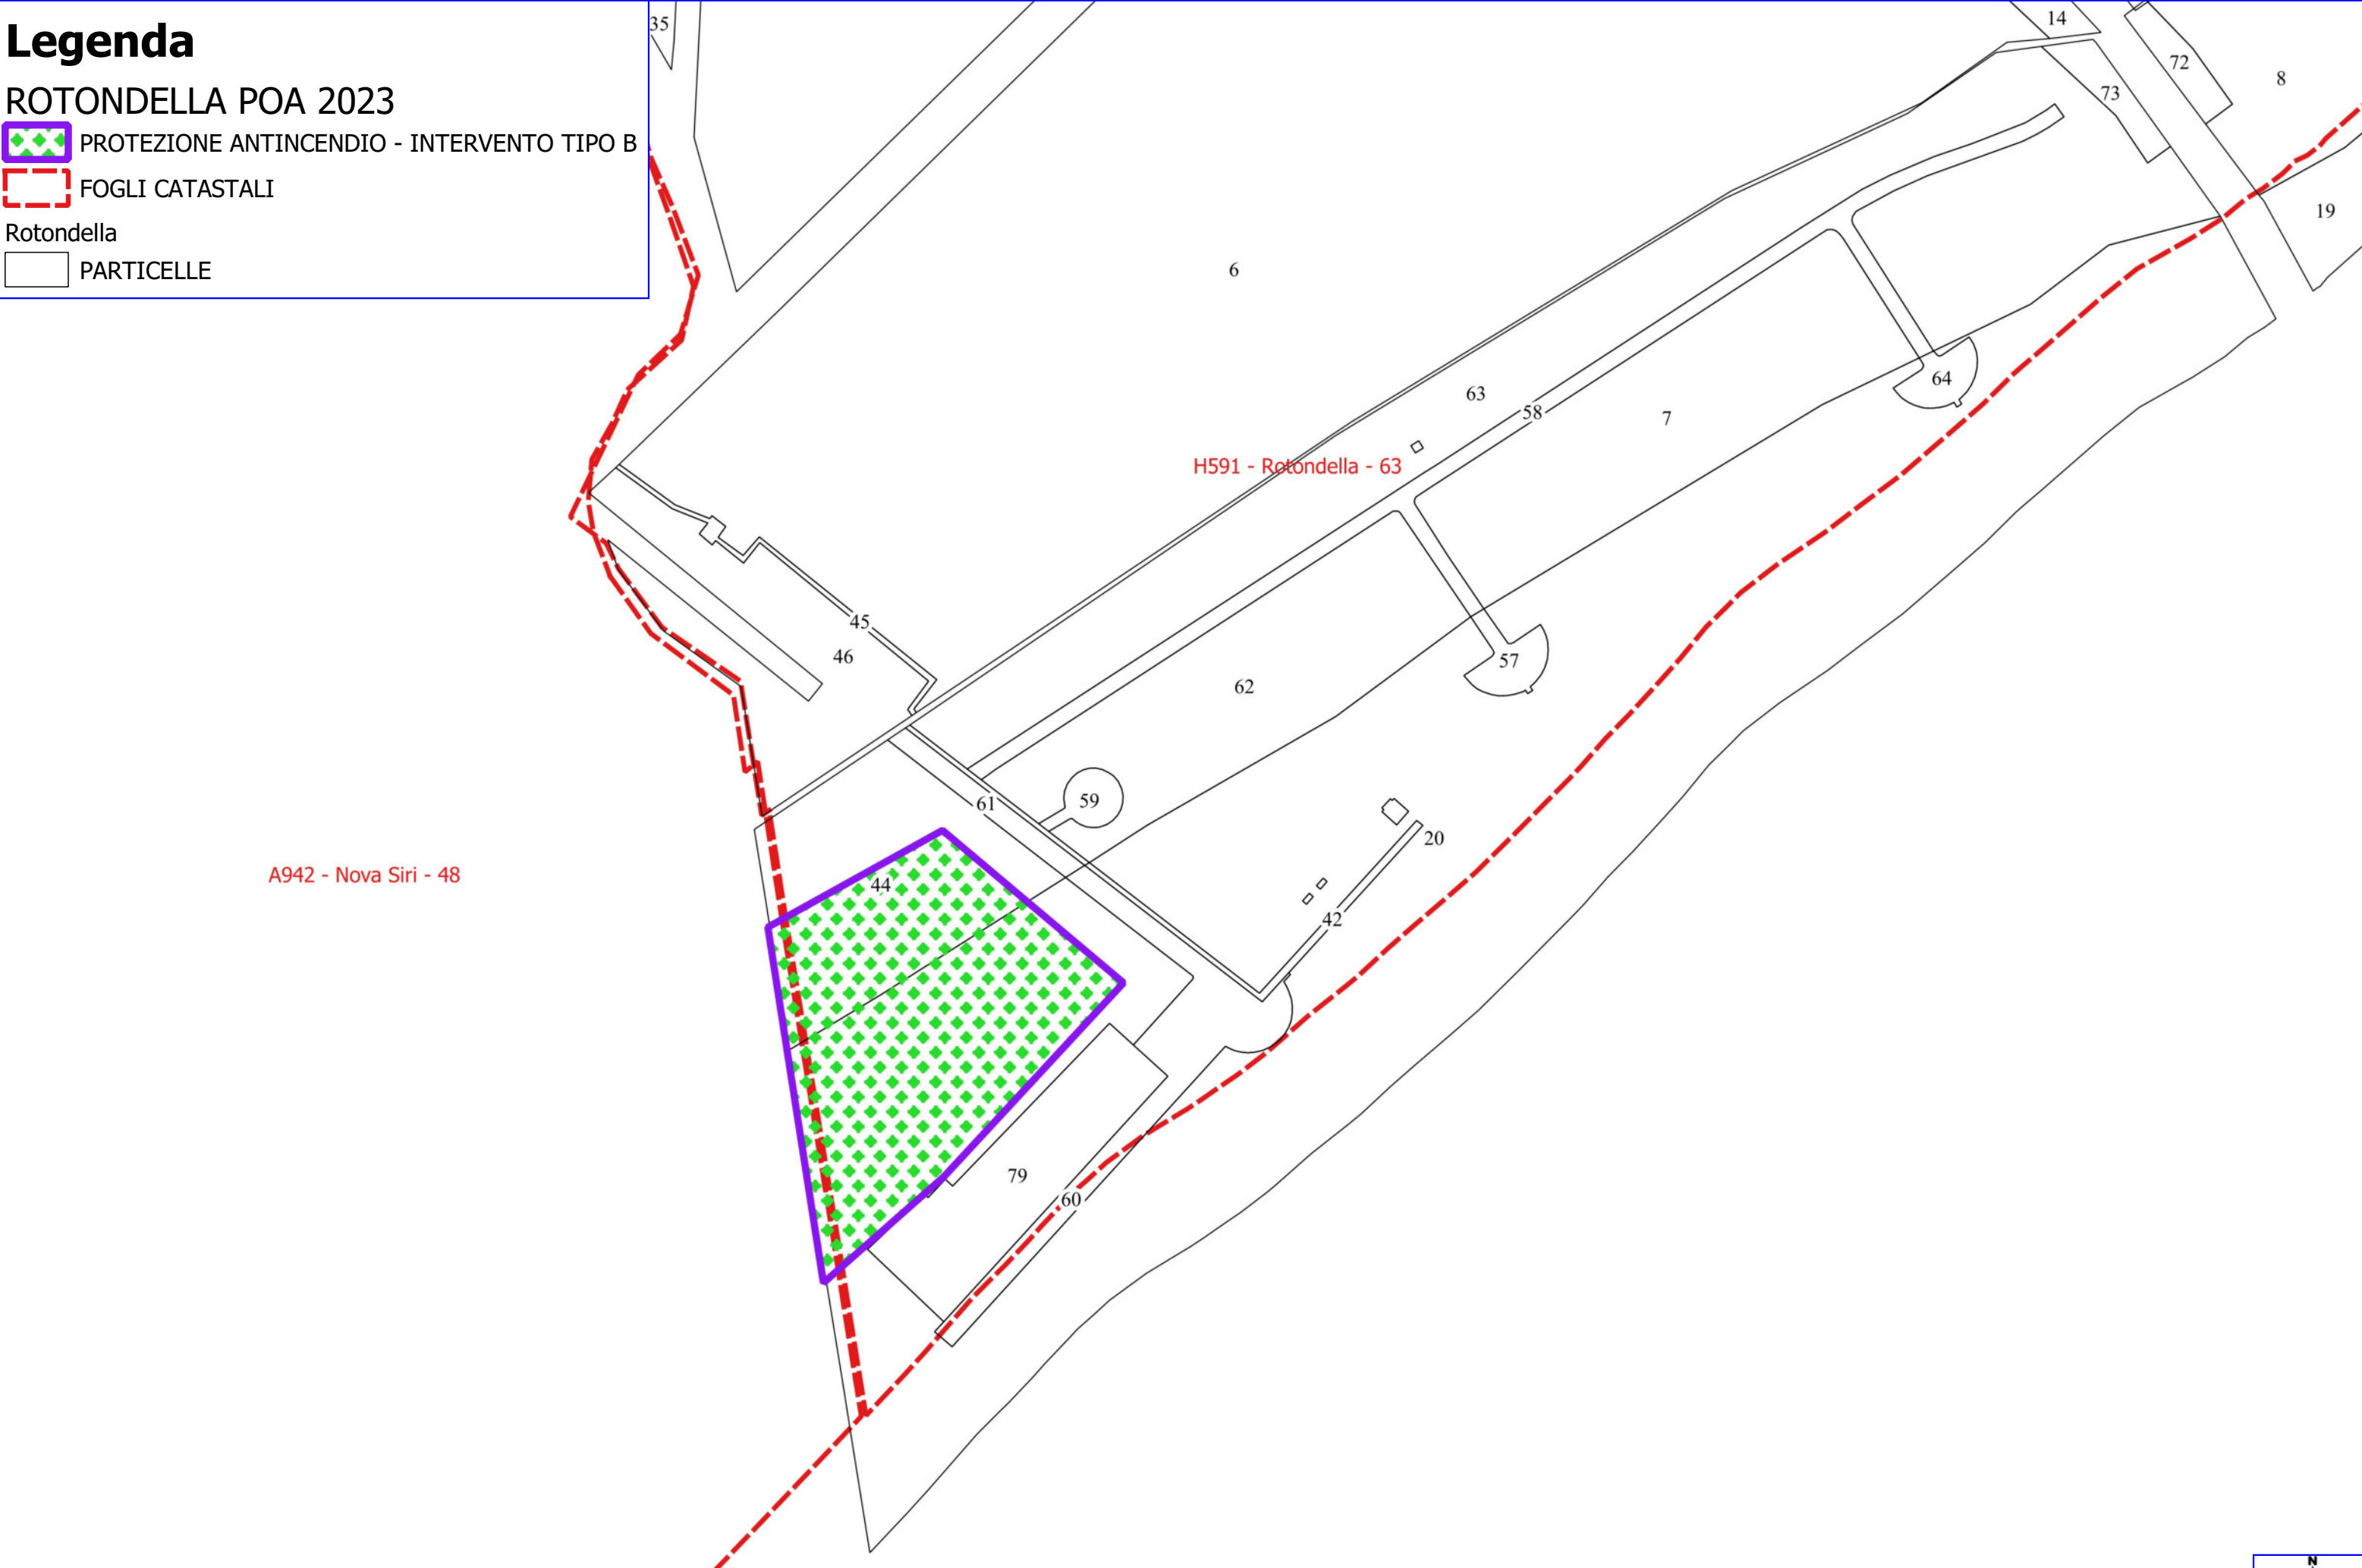 Legenda
ROTONDELLA POA 2023
PROTEZIONE ANTINCENDIO - INTERVENTO TIPO B
FOGLI CATASTALI
Rotondella
PARTICELLE
35
14
72
8
73
19
6
64
63
58
7
H591 - Rotondella - 63
45
46
57
62
59
61
20
A942 - Nova Siri - 48
44
42
79
60
N